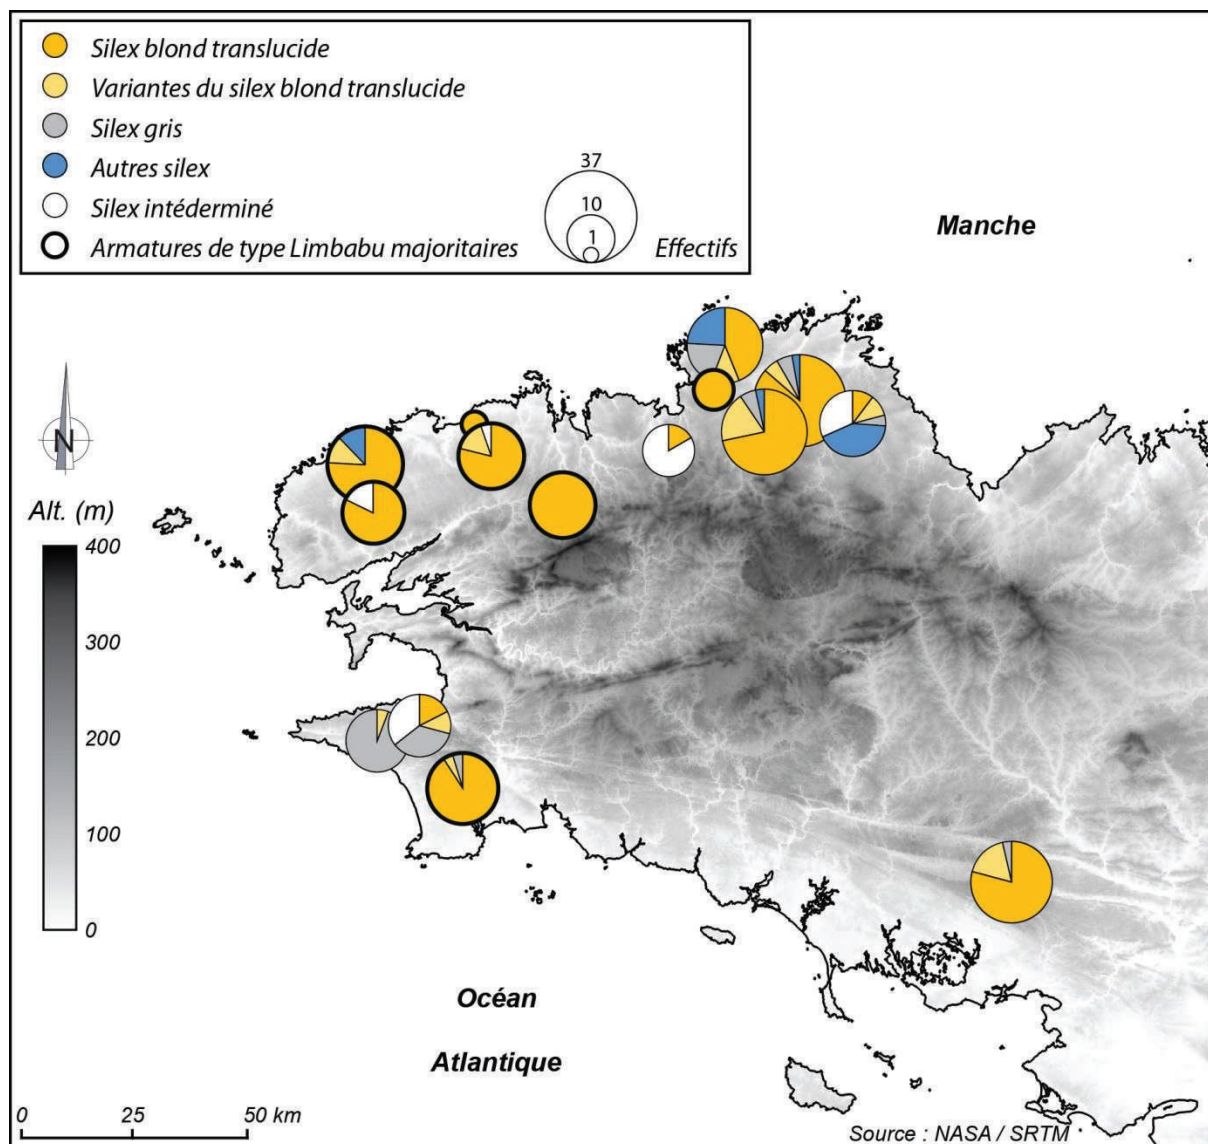 Silex blond translucide
Variantes du silex blond translucide
Silex gris
Autres silex
Silex intéderminé
Armatures de type Limbabu majoritaires
37
10
1
Effectifs
Manche
N
Alt. (m)
400
300
200
100
0
Océan
Atlantique
0 25 50 km
Source : NASA / SRTM